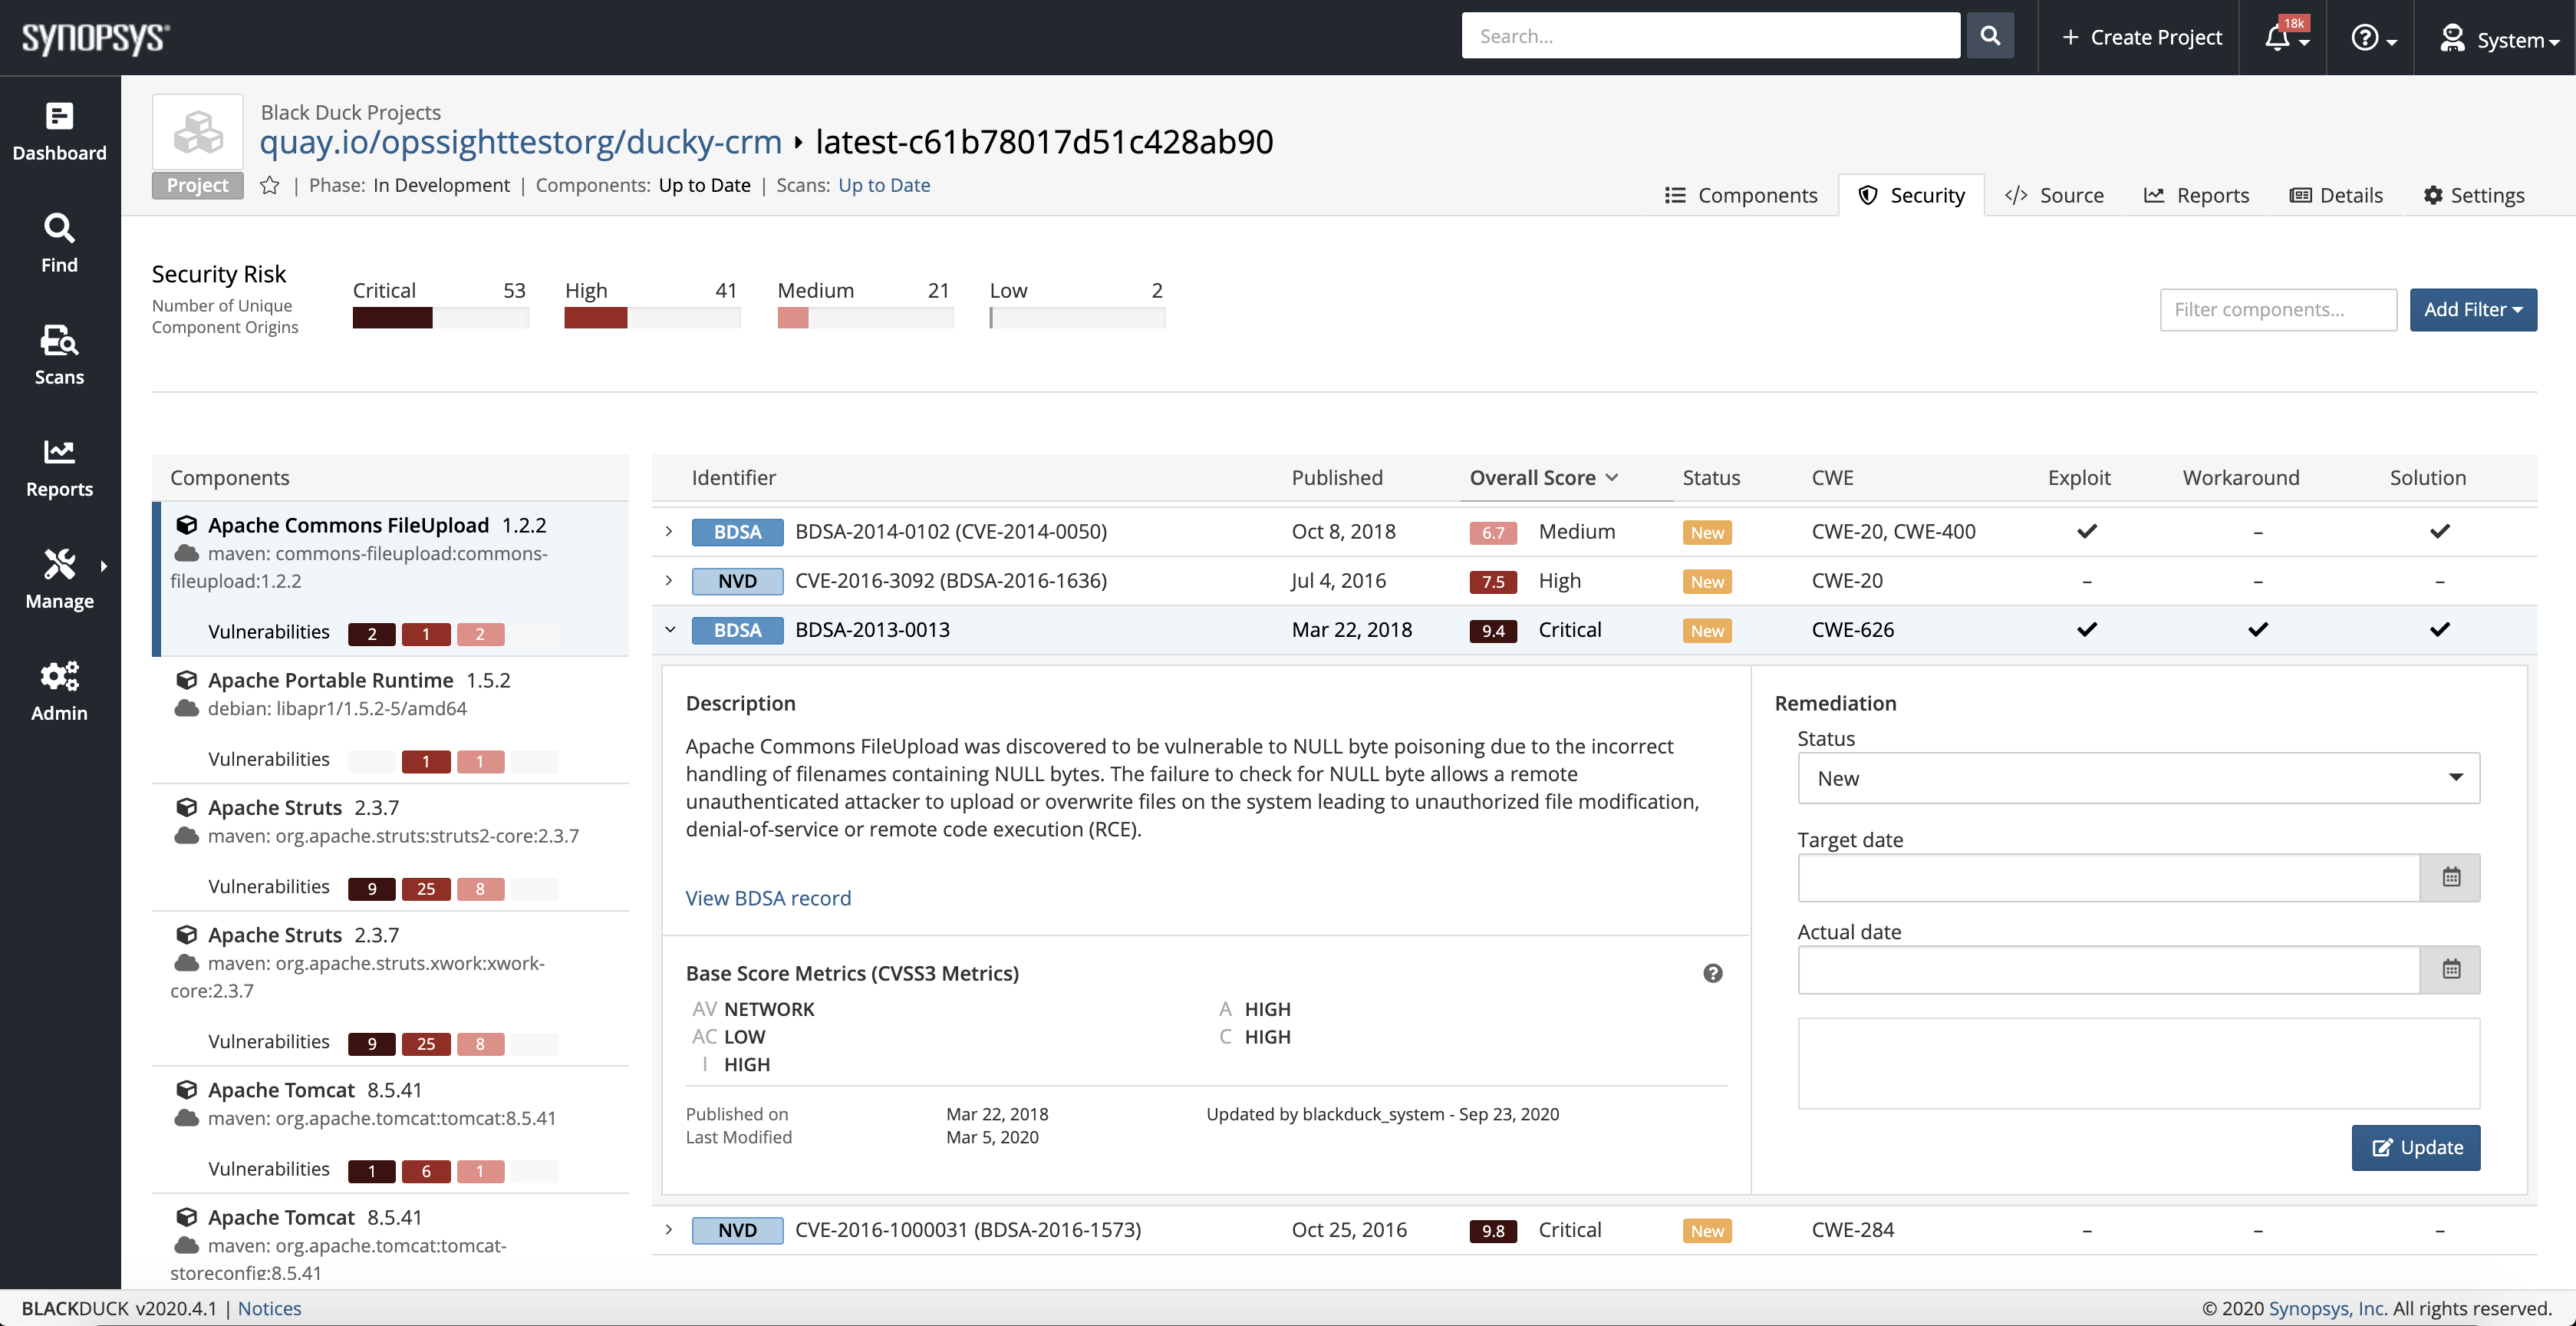 SYNOPSYS
Search...
+ Create Project
18k
System
Dashboard
Find
Scans
Reports
Manage
Admin
Black Duck Projects
quay.io/opssighttestorg/ducky-crm ‣ latest-c61b78017d51c428ab90
Project | Phase: In Development | Components: Up to Date | Scans: Up to Date
Components Security </> Source Reports Details Settings
Security Risk
Number of Unique
Component Origins
Critical 53 High 41 Medium 21 Low 2
Filter components... Add Filter
Components
Apache Commons FileUpload 1.2.2
maven: commons-fileupload:commons-
fileupload:1.2.2
Vulnerabilities 2 1 2
Apache Portable Runtime 1.5.2
debian: libapr1/1.5.2-5/amd64
Vulnerabilities 1 1
Apache Struts 2.3.7
maven: org.apache.struts:struts2-core:2.3.7
Vulnerabilities 9 25 8
Apache Struts 2.3.7
maven: org.apache.struts.xwork:xwork-
core:2.3.7
Vulnerabilities 9 25 8
Apache Tomcat 8.5.41
maven: org.apache.tomcat:tomcat:8.5.41
Vulnerabilities 1 6 1
Apache Tomcat 8.5.41
maven: org.apache.tomcat:tomcat-
storeconfig:8.5.41
Identifier Published Overall Score Status CWE Exploit Workaround Solution
BDSA BDSA-2014-0102 (CVE-2014-0050) Oct 8, 2018 6.7 Medium New CWE-20, CWE-400 ✓ – ✓
NVD CVE-2016-3092 (BDSA-2016-1636) Jul 4, 2016 7.5 High New CWE-20 – – –
BDSA BDSA-2013-0013 Mar 22, 2018 9.4 Critical New CWE-626 ✓ ✓ ✓
Description
Apache Commons FileUpload was discovered to be vulnerable to NULL byte poisoning due to the incorrect
handling of filenames containing NULL bytes. The failure to check for NULL byte allows a remote
unauthenticated attacker to upload or overwrite files on the system leading to unauthorized file modification,
denial-of-service or remote code execution (RCE).
View BDSA record
Base Score Metrics (CVSS3 Metrics)
AV NETWORK A HIGH
AC LOW C HIGH
I HIGH
Published on Mar 22, 2018 Updated by blackduck_system - Sep 23, 2020
Last Modified Mar 5, 2020
Remediation
Status
New
Target date
Actual date
Update
NVD CVE-2016-1000031 (BDSA-2016-1573) Oct 25, 2016 9.8 Critical New CWE-284 – – –
BLACKDUCK v2020.4.1 | Notices
© 2020 Synopsys, Inc. All rights reserved.